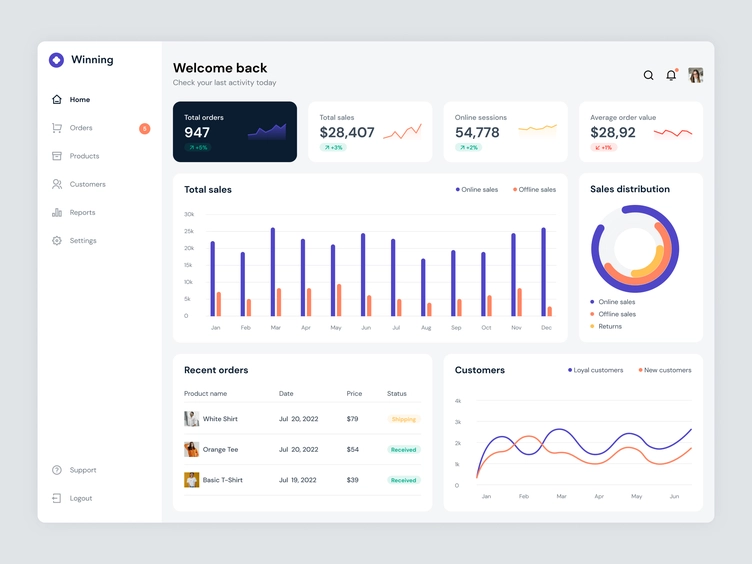 Winning
Home
Orders
3
Products
Customers
Reports
Settings
Support
Logout
Welcome back
Check your last activity today
Total orders
947
+5%
Total sales
$28,407
+3%
Online sessions
54,778
+2%
Average order value
$28,92
+1%
Total sales
Online sales
Offline sales
30k
25k
20k
15k
10k
5k
0
Jan Feb Mar Apr May Jun Jul Aug Sep Oct Nov Dec
Sales distribution
Online sales
Offline sales
Returns
Recent orders
Product name Date Price Status
White Shirt Jul 20, 2022 $79 Shipping
Orange Tee Jul 20, 2022 $54 Received
Basic T-Shirt Jul 19, 2022 $39 Received
Customers
Loyal customers
New customers
4k
3k
2k
1k
0
Jan Feb Mar Apr May Jun